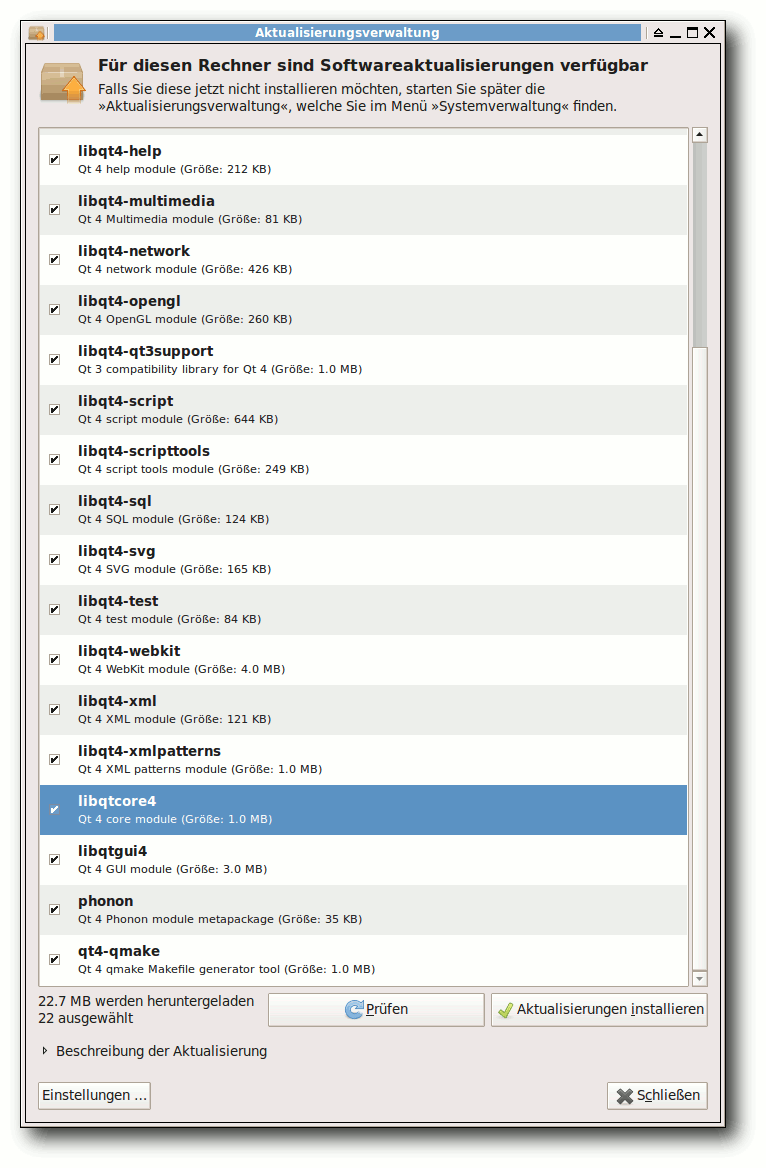 Aktualisierungsverwaltung
Für diesen Rechner sind Softwareaktualisierungen verfügbar
Falls Sie diese jetzt nicht installieren möchten, starten Sie später die
»Aktualisierungsverwaltung«, welche Sie im Menü »Systemverwaltung« finden.
libqt4-help
Qt 4 help module (Größe: 212 KB)
libqt4-multimedia
Qt 4 Multimedia module (Größe: 81 KB)
libqt4-network
Qt 4 network module (Größe: 426 KB)
libqt4-opengl
Qt 4 OpenGL module (Größe: 260 KB)
libqt4-qt3support
Qt 3 compatibility library for Qt 4 (Größe: 1.0 MB)
libqt4-script
Qt 4 script module (Größe: 644 KB)
libqt4-scripttools
Qt 4 script tools module (Größe: 249 KB)
libqt4-sql
Qt 4 SQL module (Größe: 124 KB)
libqt4-svg
Qt 4 SVG module (Größe: 165 KB)
libqt4-test
Qt 4 test module (Größe: 84 KB)
libqt4-webkit
Qt 4 WebKit module (Größe: 4.0 MB)
libqt4-xml
Qt 4 XML module (Größe: 121 KB)
libqt4-xmlpatterns
Qt 4 XML patterns module (Größe: 1.0 MB)
libqtcore4
Qt 4 core module (Größe: 1.0 MB)
libqtgui4
Qt 4 GUI module (Größe: 3.0 MB)
phonon
Qt 4 Phonon module metapackage (Größe: 35 KB)
qt4-qmake
Qt 4 qmake Makefile generator tool (Größe: 1.0 MB)
22.7 MB werden heruntergeladen
22 ausgewählt
Prüfen
Aktualisierungen installieren
Beschreibung der Aktualisierung
Einstellungen ...
Schließen